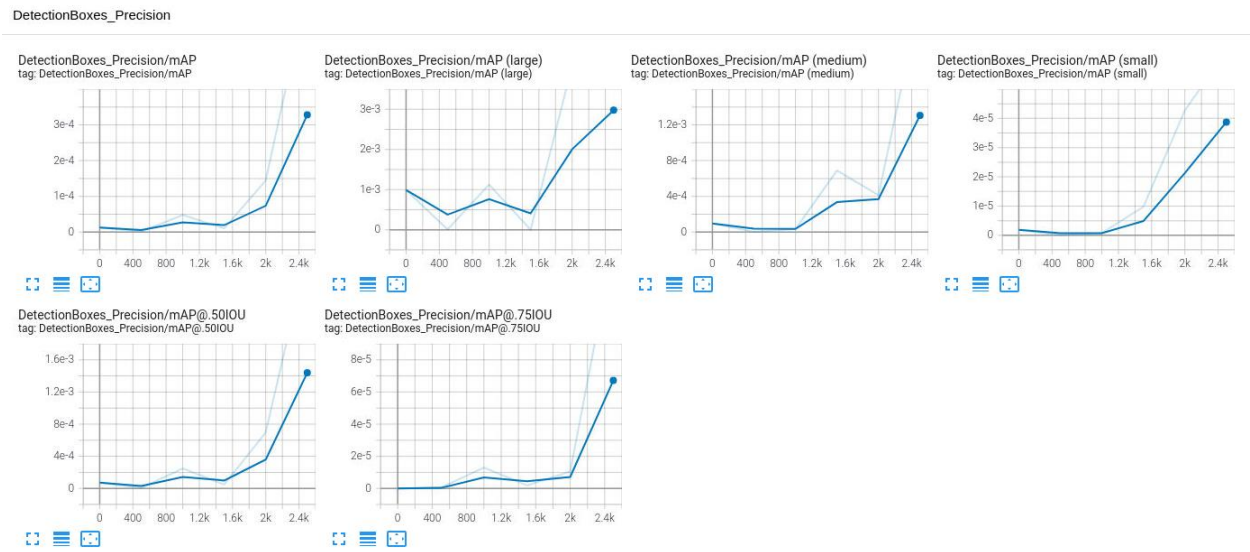 DetectionBoxes_Precision
DetectionBoxes_Precision/mAP
tag: DetectionBoxes_Precision/mAP
3e-4
2e-4
1e-4
0
0 400 800 1.2k 1.6k 2k 2.4k
DetectionBoxes_Precision/mAP (large)
tag: DetectionBoxes_Precision/mAP (large)
3e-3
2e-3
1e-3
0
0 400 800 1.2k 1.6k 2k 2.4k
DetectionBoxes_Precision/mAP (medium)
tag: DetectionBoxes_Precision/mAP (medium)
1.2e-3
8e-4
4e-4
0
0 400 800 1.2k 1.6k 2k 2.4k
DetectionBoxes_Precision/mAP (small)
tag: DetectionBoxes_Precision/mAP (small)
4e-5
3e-5
2e-5
1e-5
0
0 400 800 1.2k 1.6k 2k 2.4k
DetectionBoxes_Precision/mAP@.50IOU
tag: DetectionBoxes_Precision/mAP@.50IOU
1.6e-3
1.2e-3
8e-4
4e-4
0
0 400 800 1.2k 1.6k 2k 2.4k
DetectionBoxes_Precision/mAP@.75IOU
tag: DetectionBoxes_Precision/mAP@.75IOU
8e-5
6e-5
4e-5
2e-5
0
0 400 800 1.2k 1.6k 2k 2.4k